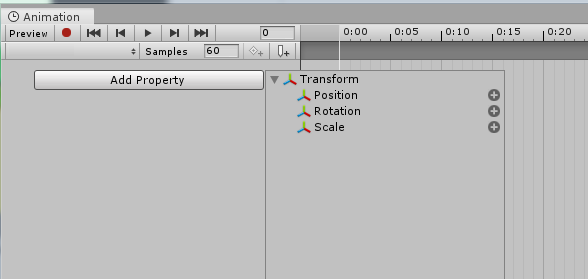 Animation
Preview 0 0:00 0:05 0:10 0:15 0:20
Samples 60
Add Property Transform
Position
Rotation
Scale